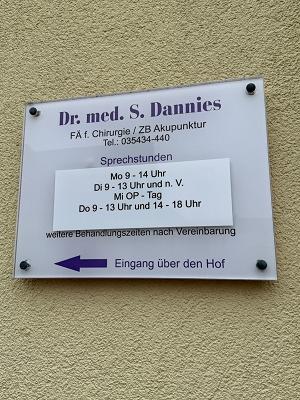 Dr. med. S. Dannies
FÄ f. Chirurgie / ZB Akupunktur
Tel.: 035434-440
Sprechstunden
Mo 9 - 14 Uhr
Di 9 - 13 Uhr und n. V.
Mi OP - Tag
Do 9 - 13 Uhr und 14 - 18 Uhr
weitere Behandlungszeiten nach Vereinbarung
Eingang über den Hof